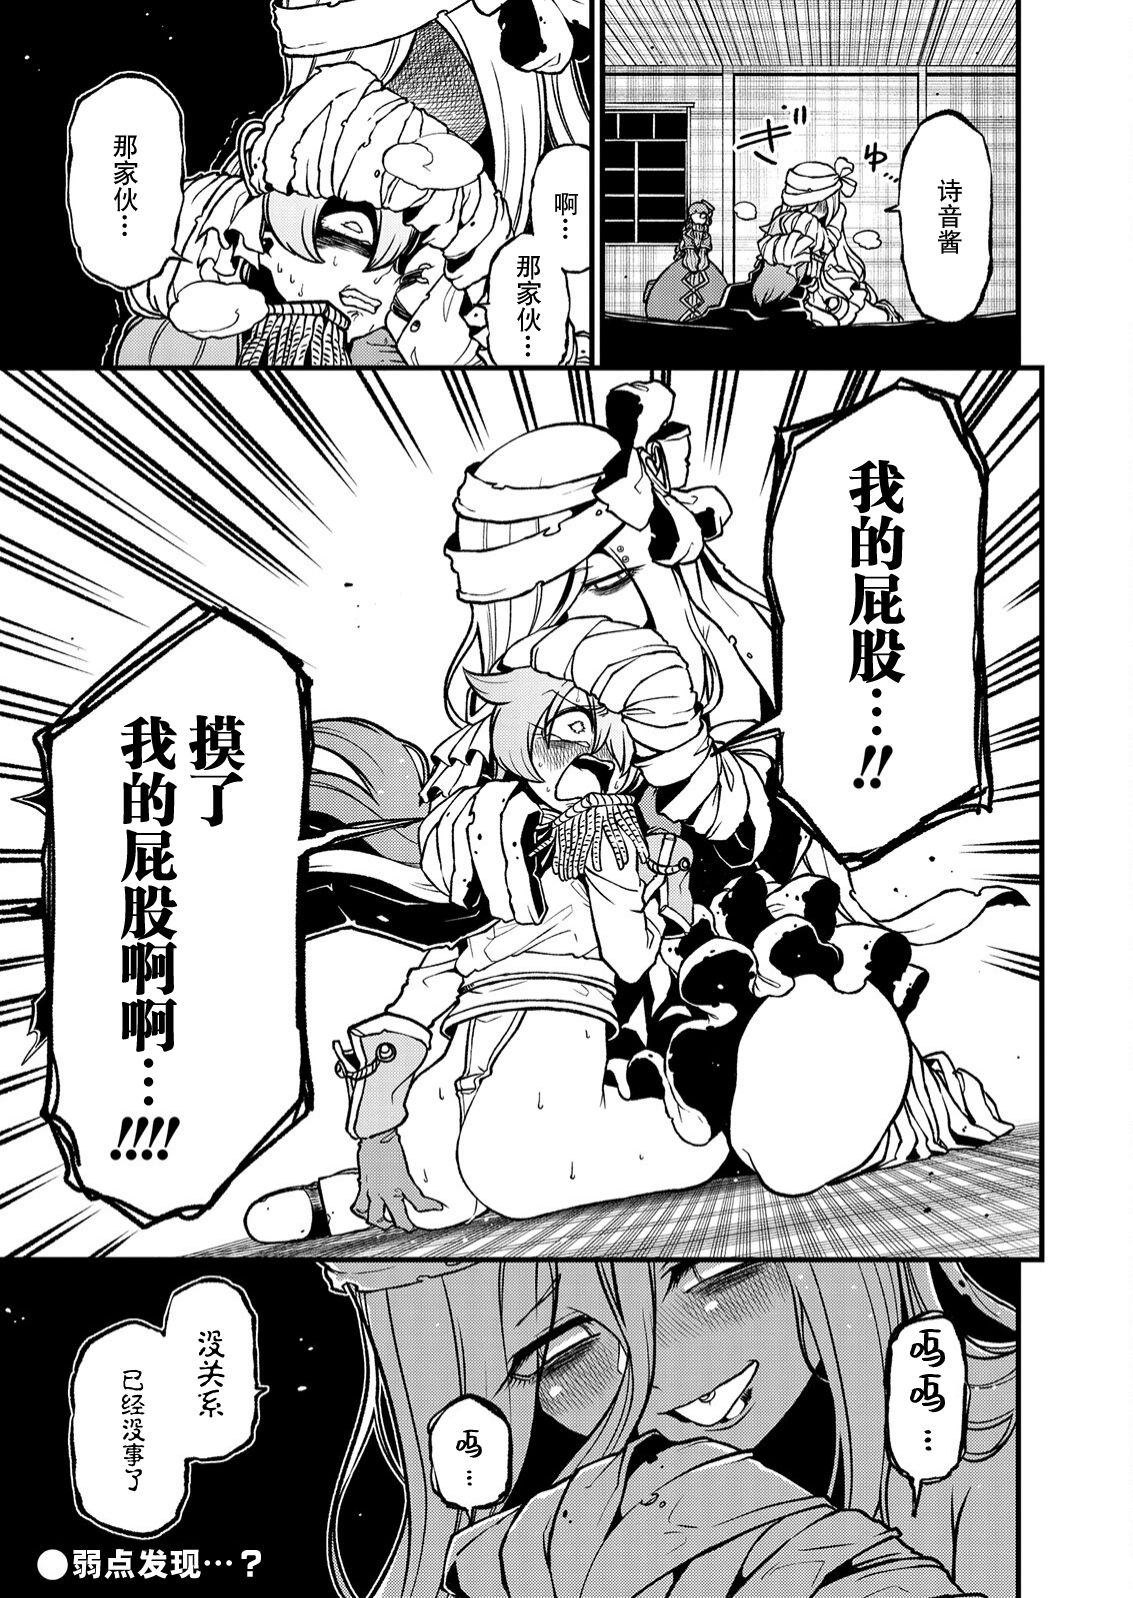 诗音酱
ギ
ゆ…
啊…
那家伙…
那家伙…
我的屁股…!!
摸了
我的屁股啊啊…!!!!
呜呜…
呜…
没关系
已经没事了
●弱点发现…？